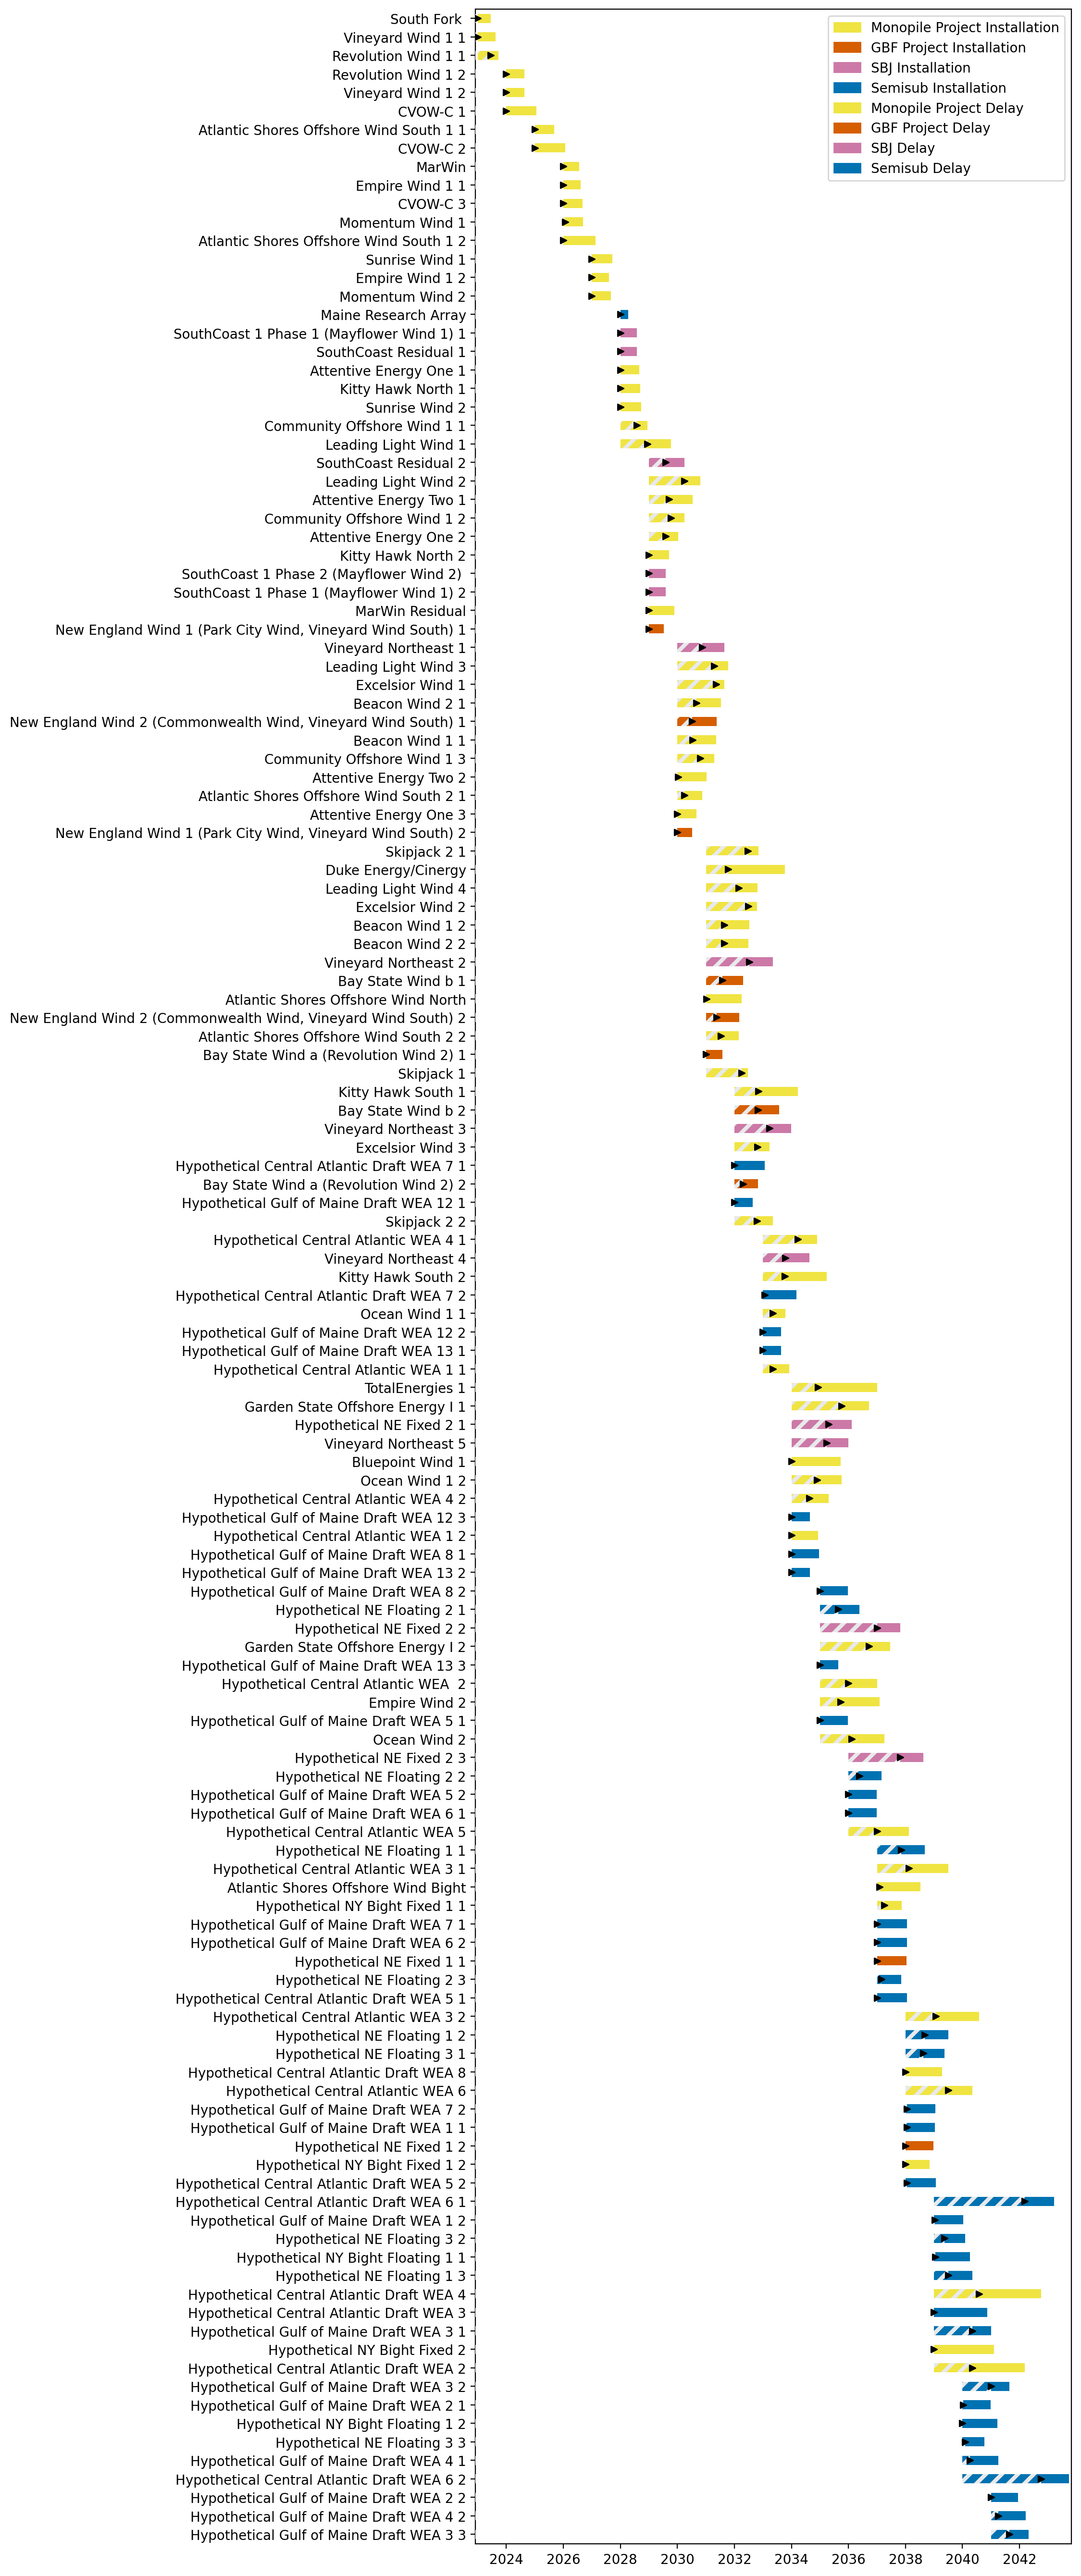 South Fork
Vineyard Wind 1 1
Revolution Wind 1 1
Revolution Wind 1 2
Vineyard Wind 1 2
CVOW-C 1
Atlantic Shores Offshore Wind South 1 1
CVOW-C 2
MarWin
Empire Wind 1 1
CVOW-C 3
Momentum Wind 1
Atlantic Shores Offshore Wind South 1 2
Sunrise Wind 1
Empire Wind 1 2
Momentum Wind 2
Maine Research Array
SouthCoast 1 Phase 1 (Mayflower Wind 1) 1
SouthCoast Residual 1
Attentive Energy One 1
Kitty Hawk North 1
Sunrise Wind 2
Community Offshore Wind 1 1
Leading Light Wind 1
SouthCoast Residual 2
Leading Light Wind 2
Attentive Energy Two 1
Community Offshore Wind 1 2
Attentive Energy One 2
Kitty Hawk North 2
SouthCoast 1 Phase 2 (Mayflower Wind 2)
SouthCoast 1 Phase 1 (Mayflower Wind 1) 2
MarWin Residual
New England Wind 1 (Park City Wind, Vineyard Wind South) 1
Vineyard Northeast 1
Leading Light Wind 3
Excelsior Wind 1
Beacon Wind 2 1
New England Wind 2 (Commonwealth Wind, Vineyard Wind South) 1
Beacon Wind 1 1
Community Offshore Wind 1 3
Attentive Energy Two 2
Atlantic Shores Offshore Wind South 2 1
Attentive Energy One 3
New England Wind 1 (Park City Wind, Vineyard Wind South) 2
Skipjack 2 1
Duke Energy/Cinergy
Leading Light Wind 4
Excelsior Wind 2
Beacon Wind 1 2
Beacon Wind 2 2
Vineyard Northeast 2
Bay State Wind b 1
Atlantic Shores Offshore Wind North
New England Wind 2 (Commonwealth Wind, Vineyard Wind South) 2
Atlantic Shores Offshore Wind South 2 2
Bay State Wind a (Revolution Wind 2) 1
Skipjack 1
Kitty Hawk South 1
Bay State Wind b 2
Vineyard Northeast 3
Excelsior Wind 3
Hypothetical Central Atlantic Draft WEA 7 1
Bay State Wind a (Revolution Wind 2) 2
Hypothetical Gulf of Maine Draft WEA 12 1
Skipjack 2 2
Hypothetical Central Atlantic WEA 4 1
Vineyard Northeast 4
Kitty Hawk South 2
Hypothetical Central Atlantic Draft WEA 7 2
Ocean Wind 1 1
Hypothetical Gulf of Maine Draft WEA 12 2
Hypothetical Gulf of Maine Draft WEA 13 1
Hypothetical Central Atlantic WEA 1 1
TotalEnergies 1
Garden State Offshore Energy I 1
Hypothetical NE Fixed 2 1
Vineyard Northeast 5
Bluepoint Wind 1
Ocean Wind 1 2
Hypothetical Central Atlantic WEA 4 2
Hypothetical Gulf of Maine Draft WEA 12 3
Hypothetical Central Atlantic WEA 1 2
Hypothetical Gulf of Maine Draft WEA 8 1
Hypothetical Gulf of Maine Draft WEA 13 2
Hypothetical Gulf of Maine Draft WEA 8 2
Hypothetical NE Floating 2 1
Hypothetical NE Fixed 2 2
Garden State Offshore Energy I 2
Hypothetical Gulf of Maine Draft WEA 13 3
Hypothetical Central Atlantic WEA  2
Empire Wind 2
Hypothetical Gulf of Maine Draft WEA 5 1
Ocean Wind 2
Hypothetical NE Fixed 2 3
Hypothetical NE Floating 2 2
Hypothetical Gulf of Maine Draft WEA 5 2
Hypothetical Gulf of Maine Draft WEA 6 1
Hypothetical Central Atlantic WEA 5
Hypothetical NE Floating 1 1
Hypothetical Central Atlantic WEA 3 1
Atlantic Shores Offshore Wind Bight
Hypothetical NY Bight Fixed 1 1
Hypothetical Gulf of Maine Draft WEA 7 1
Hypothetical Gulf of Maine Draft WEA 6 2
Hypothetical NE Fixed 1 1
Hypothetical NE Floating 2 3
Hypothetical Central Atlantic Draft WEA 5 1
Hypothetical Central Atlantic WEA 3 2
Hypothetical NE Floating 1 2
Hypothetical NE Floating 3 1
Hypothetical Central Atlantic Draft WEA 8
Hypothetical Central Atlantic WEA 6
Hypothetical Gulf of Maine Draft WEA 7 2
Hypothetical Gulf of Maine Draft WEA 1 1
Hypothetical NE Fixed 1 2
Hypothetical NY Bight Fixed 1 2
Hypothetical Central Atlantic Draft WEA 5 2
Hypothetical Central Atlantic Draft WEA 6 1
Hypothetical Gulf of Maine Draft WEA 1 2
Hypothetical NE Floating 3 2
Hypothetical NY Bight Floating 1 1
Hypothetical NE Floating 1 3
Hypothetical Central Atlantic Draft WEA 4
Hypothetical Central Atlantic Draft WEA 3
Hypothetical Gulf of Maine Draft WEA 3 1
Hypothetical NY Bight Fixed 2
Hypothetical Central Atlantic Draft WEA 2
Hypothetical Gulf of Maine Draft WEA 3 2
Hypothetical Gulf of Maine Draft WEA 2 1
Hypothetical NY Bight Floating 1 2
Hypothetical NE Floating 3 3
Hypothetical Gulf of Maine Draft WEA 4 1
Hypothetical Central Atlantic Draft WEA 6 2
Hypothetical Gulf of Maine Draft WEA 2 2
Hypothetical Gulf of Maine Draft WEA 4 2
Hypothetical Gulf of Maine Draft WEA 3 3
Monopile Project Installation
GBF Project Installation
SBJ Installation
Semisub Installation
Monopile Project Delay
GBF Project Delay
SBJ Delay
Semisub Delay
2024 2026 2028 2030 2032 2034 2036 2038 2040 2042